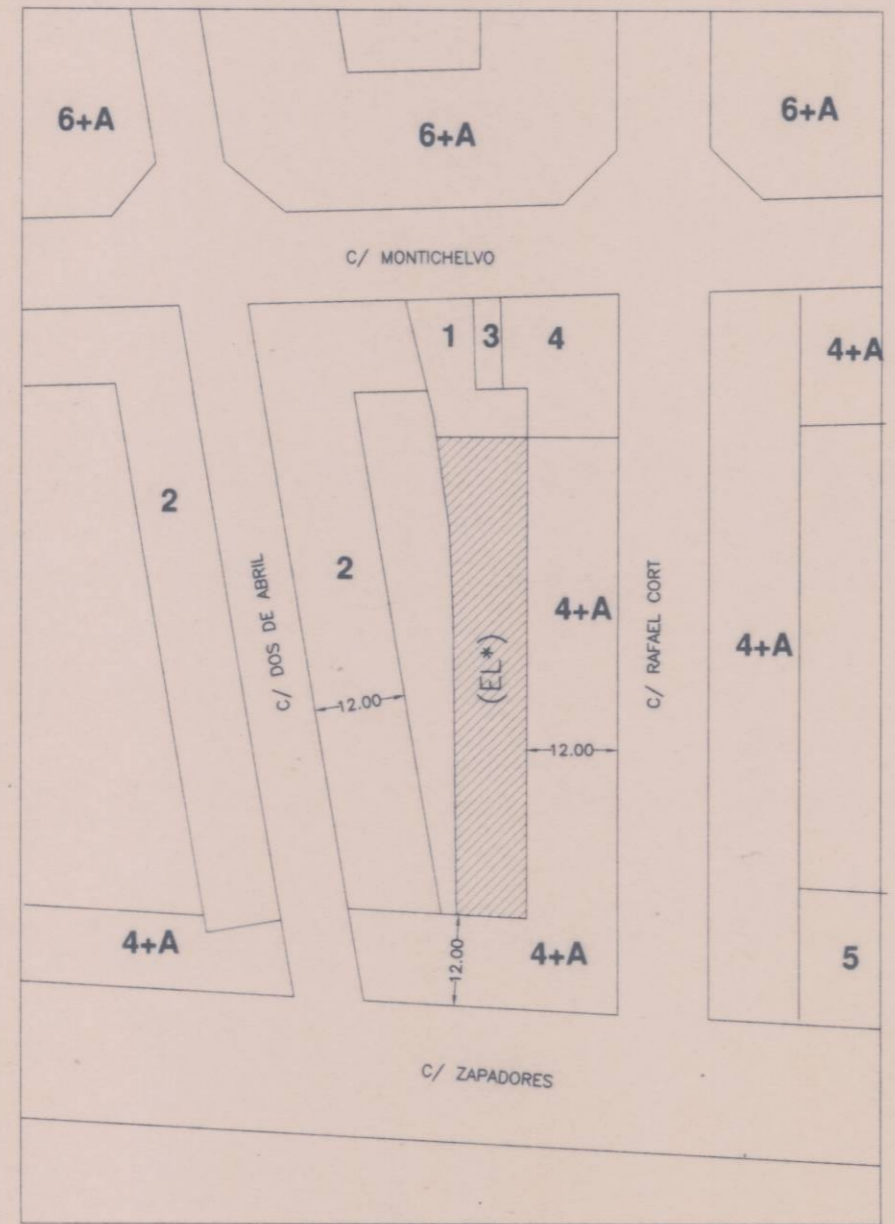 6+A
6+A
6+A
C/ MONTICHELVO
1
3
4
4+A
2
2
C/ DOS DE ABRIL
12.00
(EL*)
4+A
12.00
C/ RAFAEL CORT
4+A
4+A
12.00
4+A
5
C/ ZAPADORES